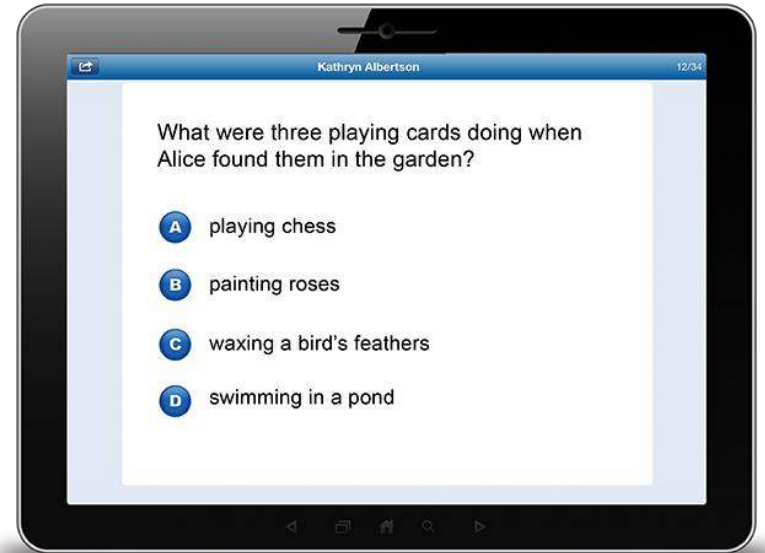 Kathryn Albertson 12/34
What were three playing cards doing when
Alice found them in the garden?
A playing chess
B painting roses
C waxing a bird's feathers
D swimming in a pond